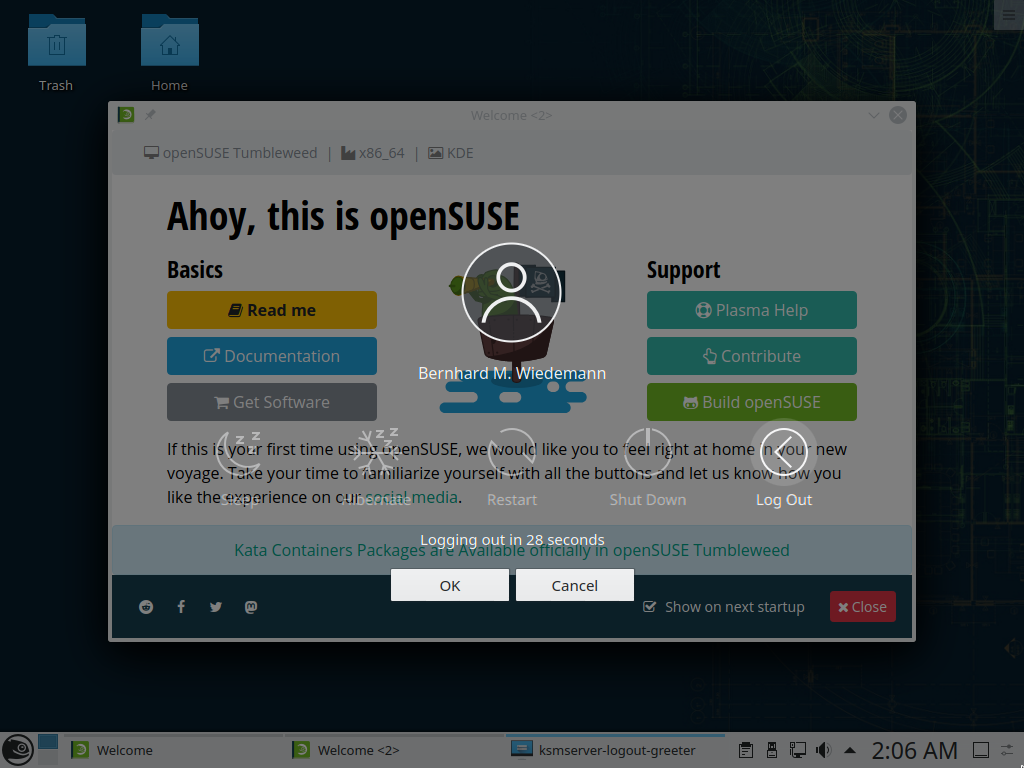 Trash
Home
Welcome <2>
openSUSE Tumbleweed | x86_64 | KDE
Ahoy, this is openSUSE
Basics
Support
Read me
Plasma Help
Documentation
Contribute
Get Software
Build openSUSE
Bernhard M. Wiedemann
If this is your first time using openSUSE, we would like you to feel right at home in your new
voyage. Take your time to familiarize yourself with all the buttons and let us know how you
like the experience on our social media.
Sleep
Hibernate
Restart
Shut Down
Log Out
Logging out in 28 seconds
Kata Containers Packages are Available officially in openSUSE Tumbleweed
OK
Cancel
Show on next startup
Close
Welcome
Welcome <2>
ksmserver-logout-greeter
2:06 AM